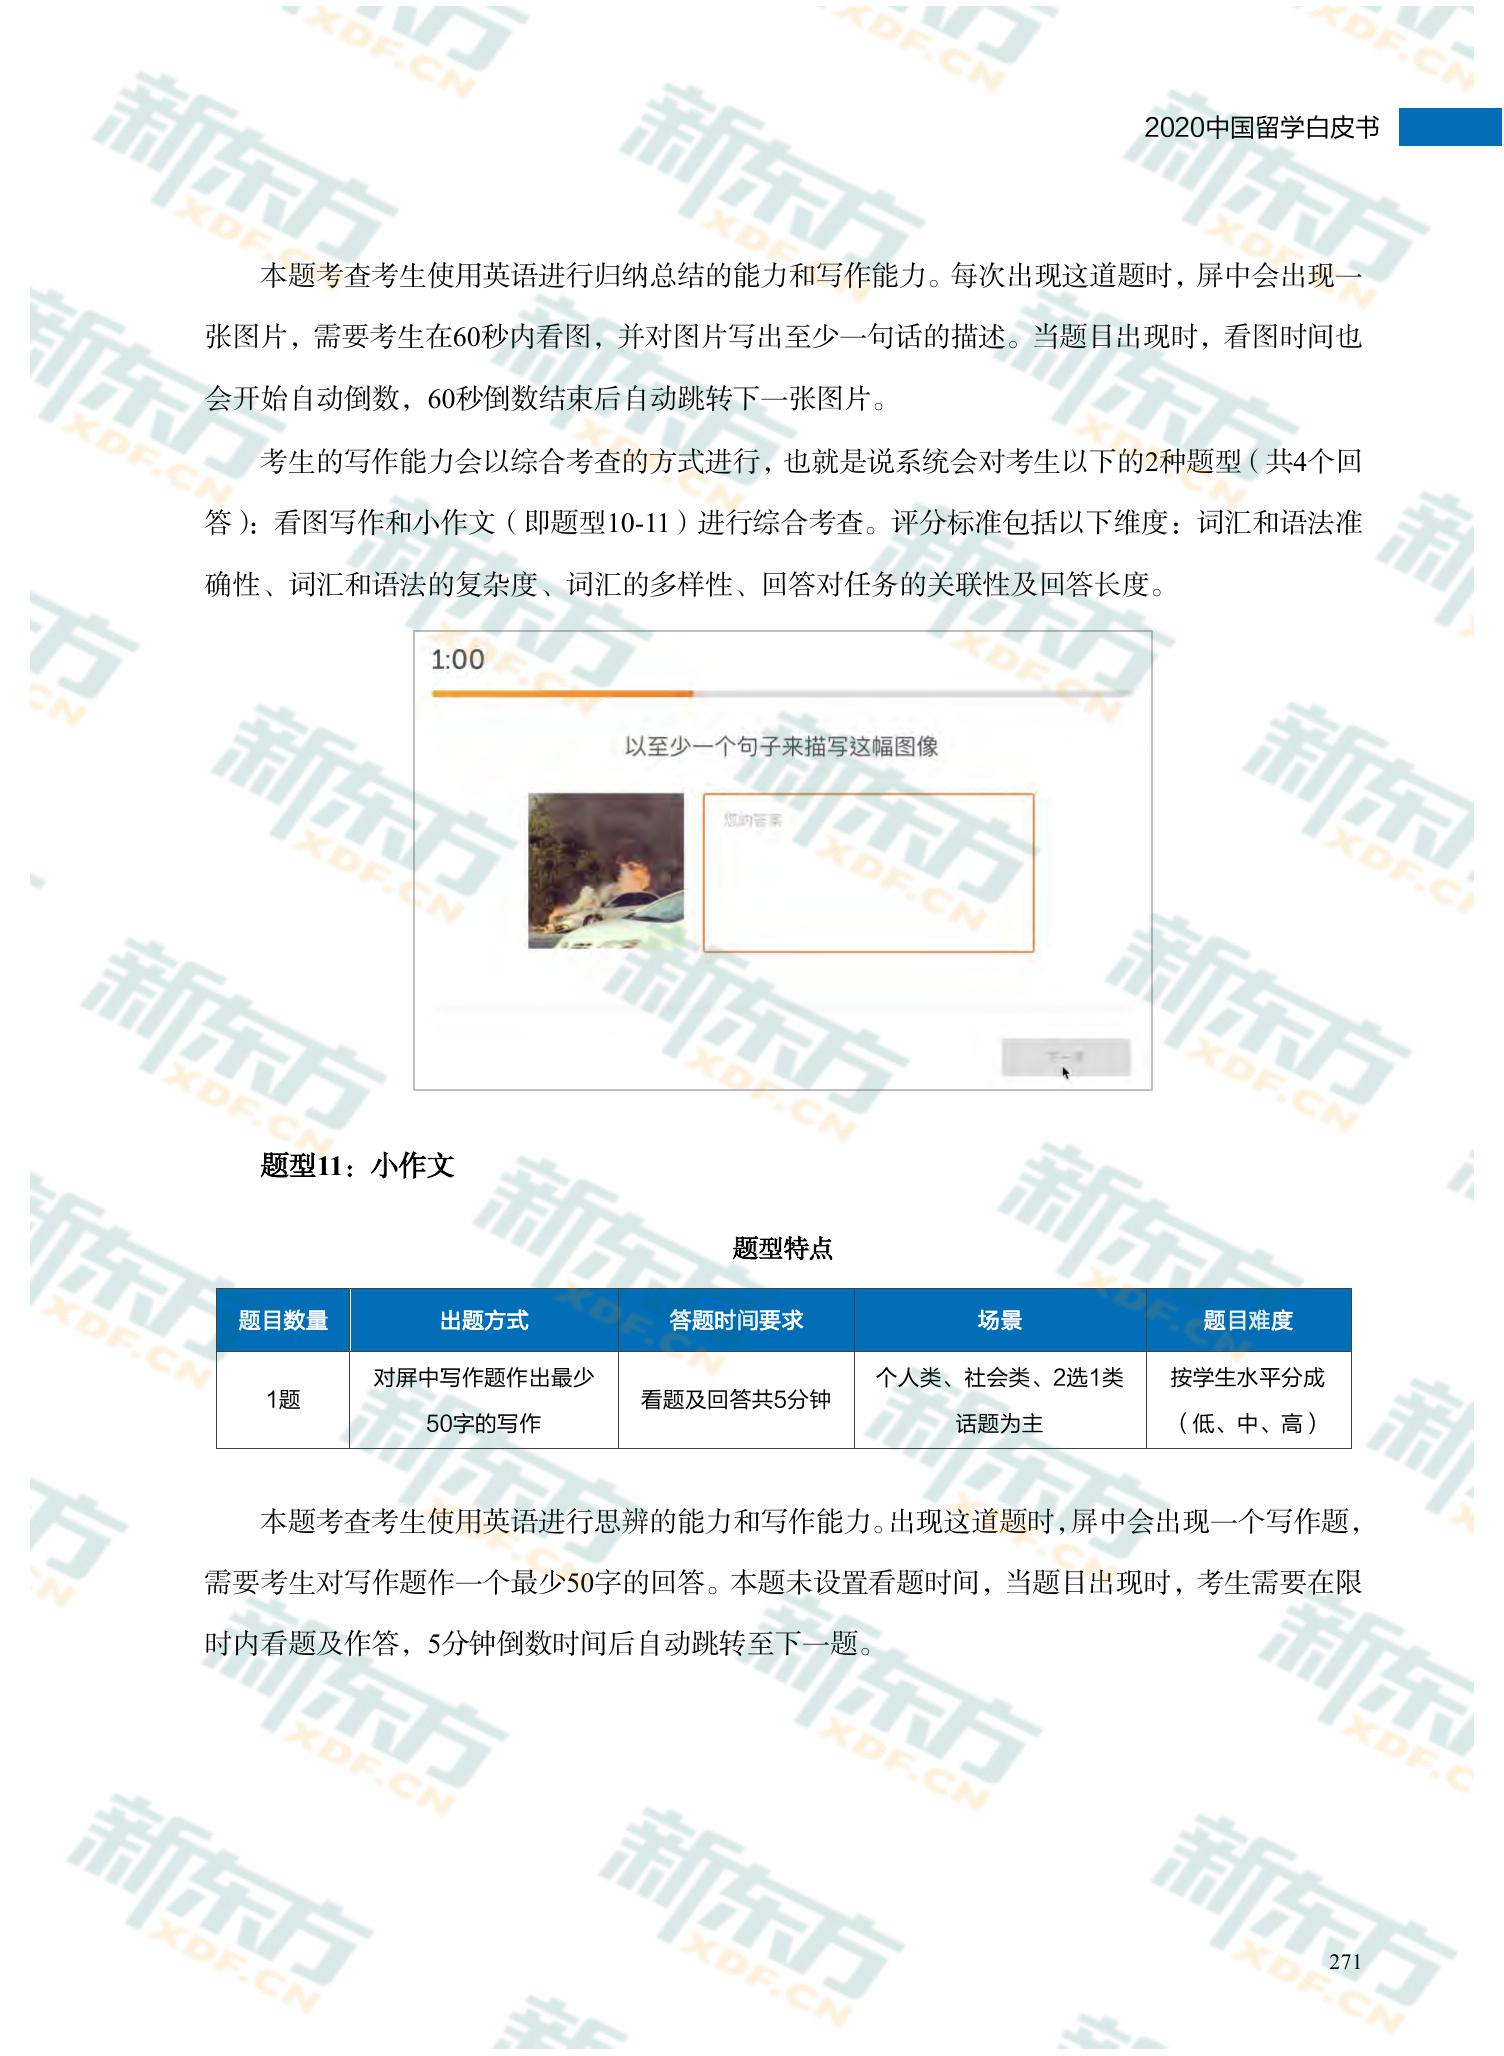 2020中国留学白皮书
本题考查考生使用英语进行归纳总结的能力和写作能力。每次出现这道题时，屏中会出现一
张图片，需要考生在60秒内看图，并对图片写出至少一句话的描述。当题目出现时，看图时间也
会开始自动倒数，60秒倒数结束后自动跳转下一张图片。
考生的写作能力会以综合考查的方式进行，也就是说系统会对考生以下的2种题型（共4个回
答）：看图写作和小作文（即题型10-11）进行综合考查。评分标准包括以下维度：词汇和语法准
确性、词汇和语法的复杂度、词汇的多样性、回答对任务的关联性及回答长度。
1:00
以至少一个句子来描写这幅图像
您的答案
题型11：小作文
题型特点
题目数量 出题方式 答题时间要求 场景 题目难度
1题 对屏中写作题作出最少 看题及回答共5分钟 个人类、社会类、2选1类 按学生水平分成
50字的写作 话题为主 （低、中、高）
本题考查考生使用英语进行思辨的能力和写作能力。出现这道题时，屏中会出现一个写作题，
需要考生对写作题作一个最少50字的回答。本题未设置看题时间，当题目出现时，考生需要在限
时内看题及作答，5分钟倒数时间后自动跳转至下一题。
271
新东方
XDF.CN